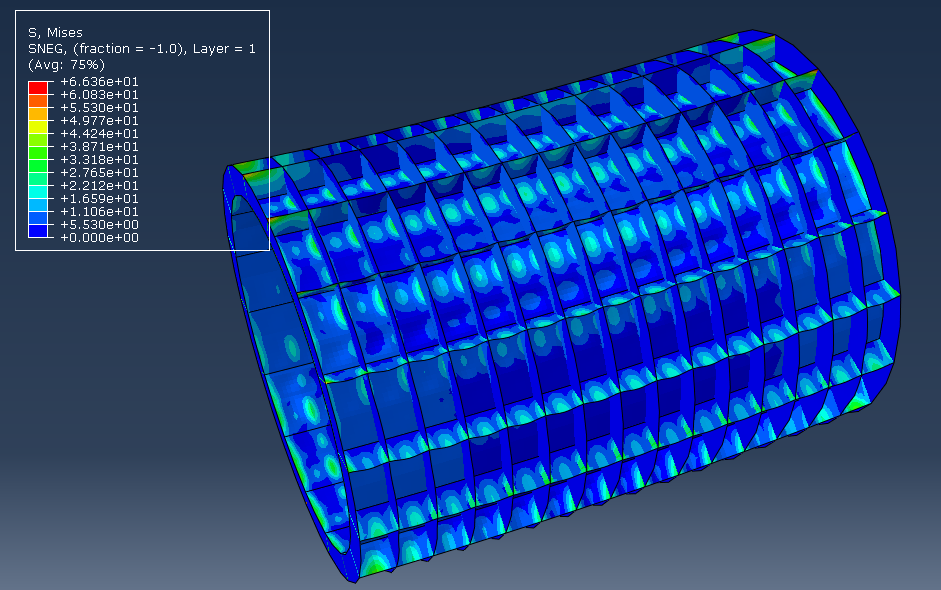 S, Mises
SNEG, (fraction = -1.0), Layer = 1
(Avg: 75%)
+6.636e+01
+6.083e+01
+5.530e+01
+4.977e+01
+4.424e+01
+3.871e+01
+3.318e+01
+2.765e+01
+2.212e+01
+1.659e+01
+1.106e+01
+5.530e+00
+0.000e+00